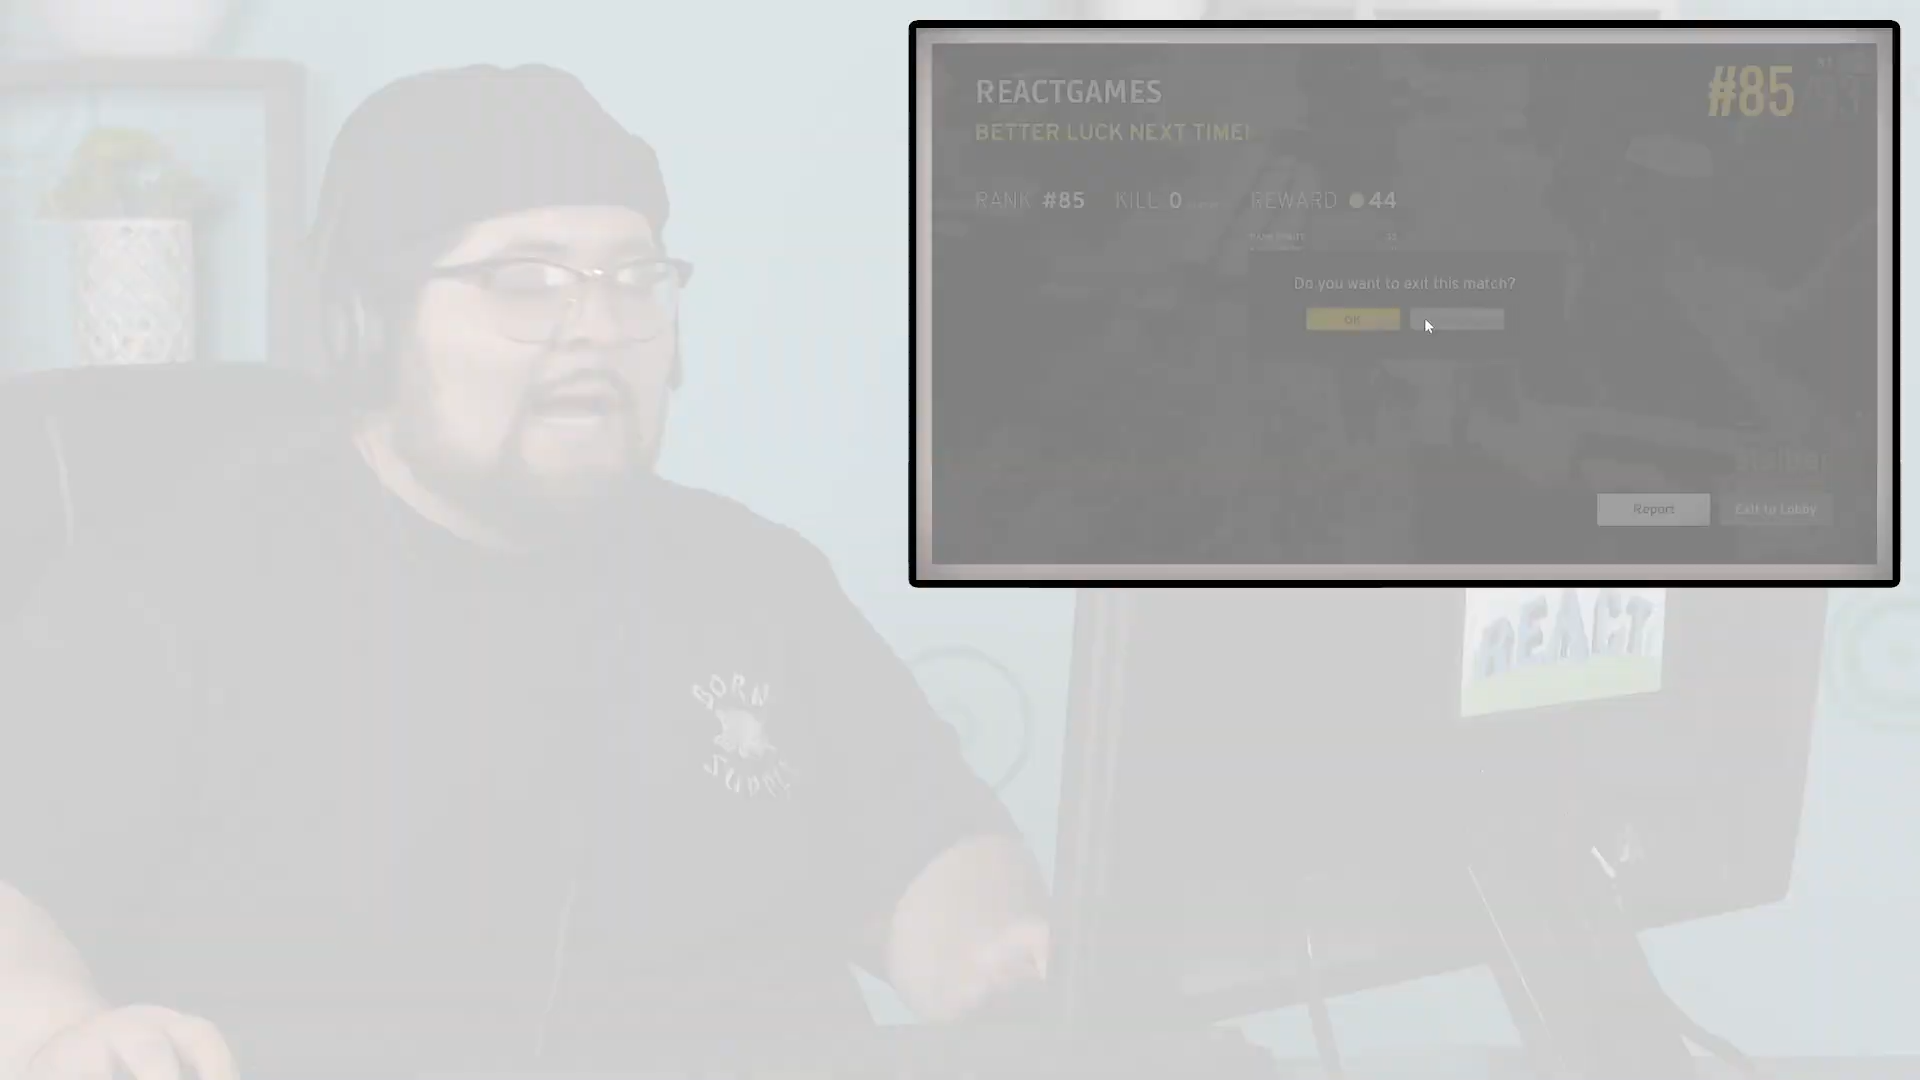 REACTGAMES
#85
BETTER LUCK NEXT TIME!
RANK #85 KILL 0 REWARD 44
Do you want to exit this match?
OK
Report
Exit to Lobby
REACT
BORN